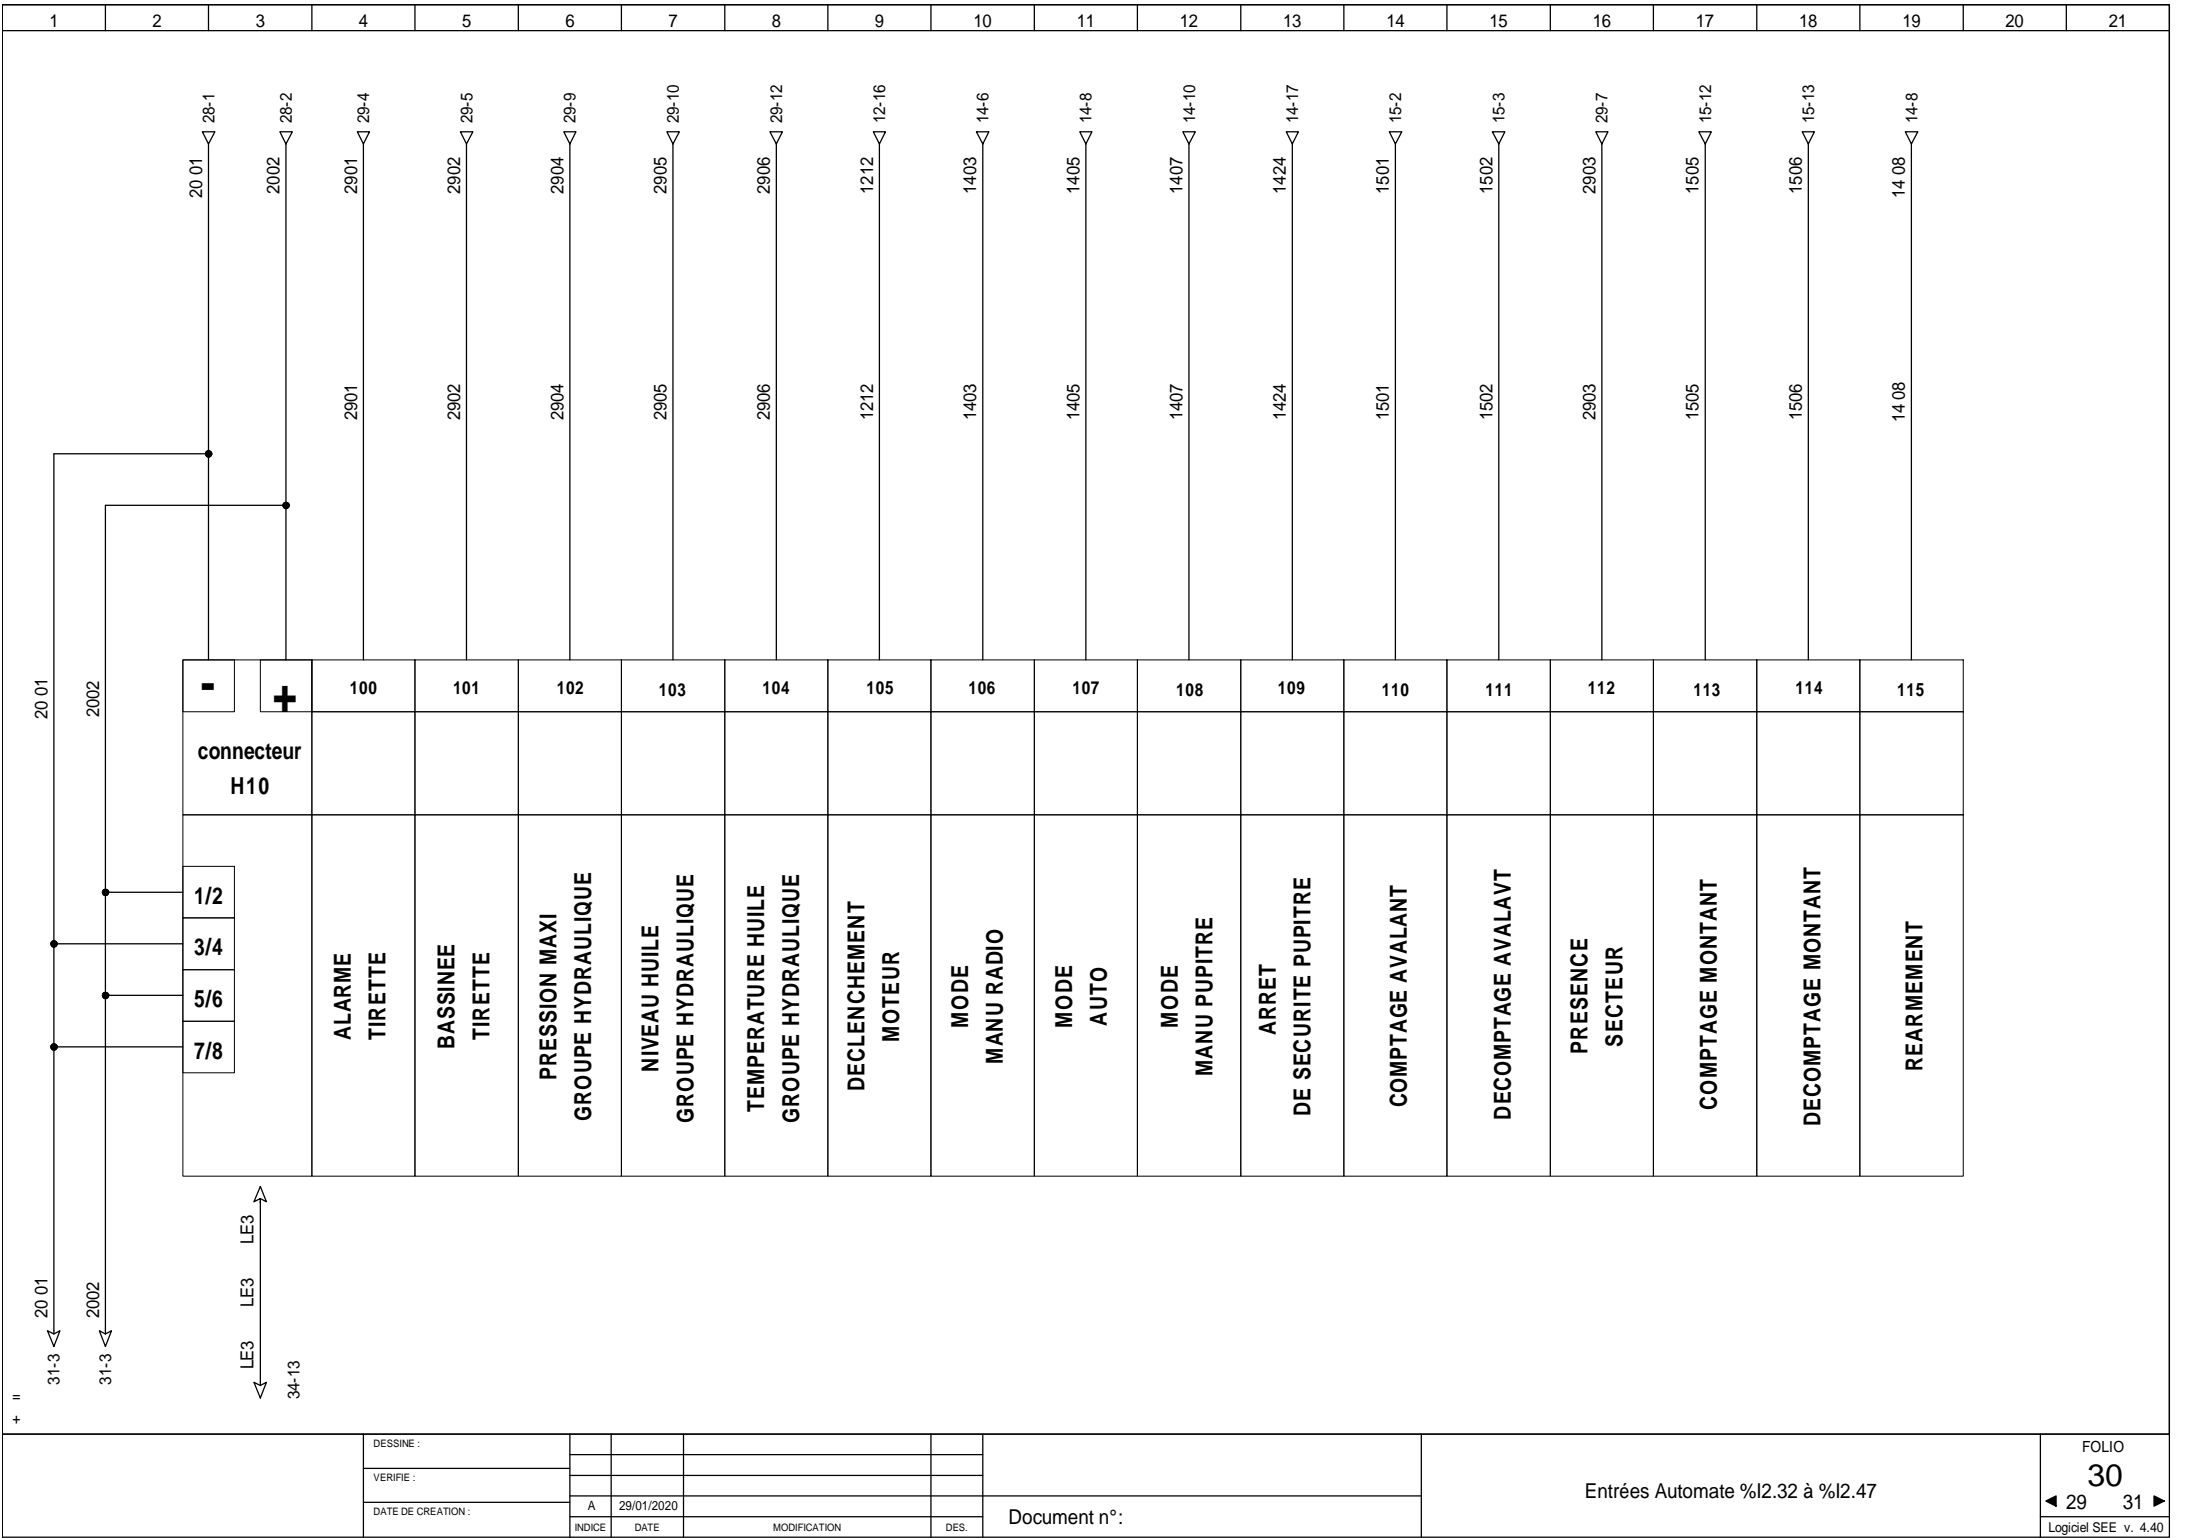 1 2 3 4 5 6 7 8 9 10 11 12 13 14 15 16 17 18 19 20 21
28-1 28-2 29-4 29-5 29-9 29-10 29-12 12-16 14-6 14-8 14-10 14-17 15-2 15-3 29-7 15-12 15-13 14-8
20 01 2002 2901 2902 2904 2905 2906 1212 1403 1405 1407 1424 1501 1502 2903 1505 1506 14 08
2901 2902 2904 2905 2906 1212 1403 1405 1407 1424 1501 1502 2903 1505 1506 14 08
20 01 2002
- + 100 101 102 103 104 105 106 107 108 109 110 111 112 113 114 115
connecteur
H10
1/2
3/4
5/6
7/8
ALARME
TIRETTE
BASSINEE
TIRETTE
PRESSION MAXI
GROUPE HYDRAULIQUE
NIVEAU HUILE
GROUPE HYDRAULIQUE
TEMPERATURE HUILE
GROUPE HYDRAULIQUE
DECLENCHEMENT
MOTEUR
MODE
MANU RADIO
MODE
AUTO
MODE
MANU PUPITRE
ARRET
DE SECURITE PUPITRE
COMPTAGE AVALANT
DECOMPTAGE AVALAVT
PRESENCE
SECTEUR
COMPTAGE MONTANT
DECOMPTAGE MONTANT
REARMEMENT
20 01 2002
31-3 31-3
LE3
LE3
LE3
34-13
=
+
DESSINE :
VERIFIE :
DATE DE CREATION :
A 29/01/2020
INDICE DATE MODIFICATION DES.
Document n°:
Entrées Automate %I2.32 à %I2.47
FOLIO
30
29 31
Logiciel SEE v. 4.40